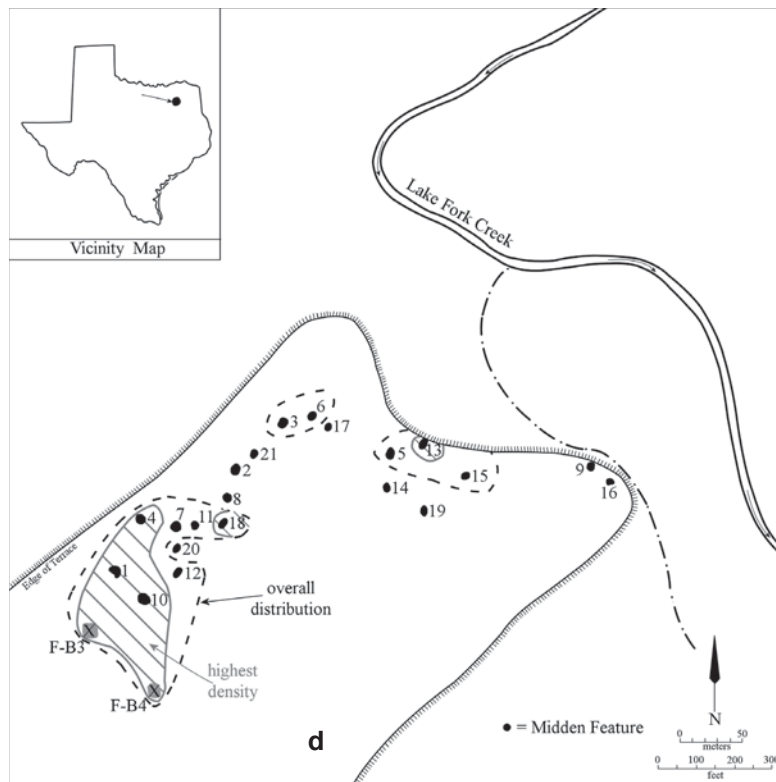 Vicinity Map
Lake Fork Creek
6
3
17
13
21
5
2
15
9
14
16
8
19
4
7
11
18
20
1
12
Edge of Terrace
10
overall
distribution
F-B3
highest
density
F-B4
d
N
= Midden Feature
0 50
meters
0 100 200 300
feet